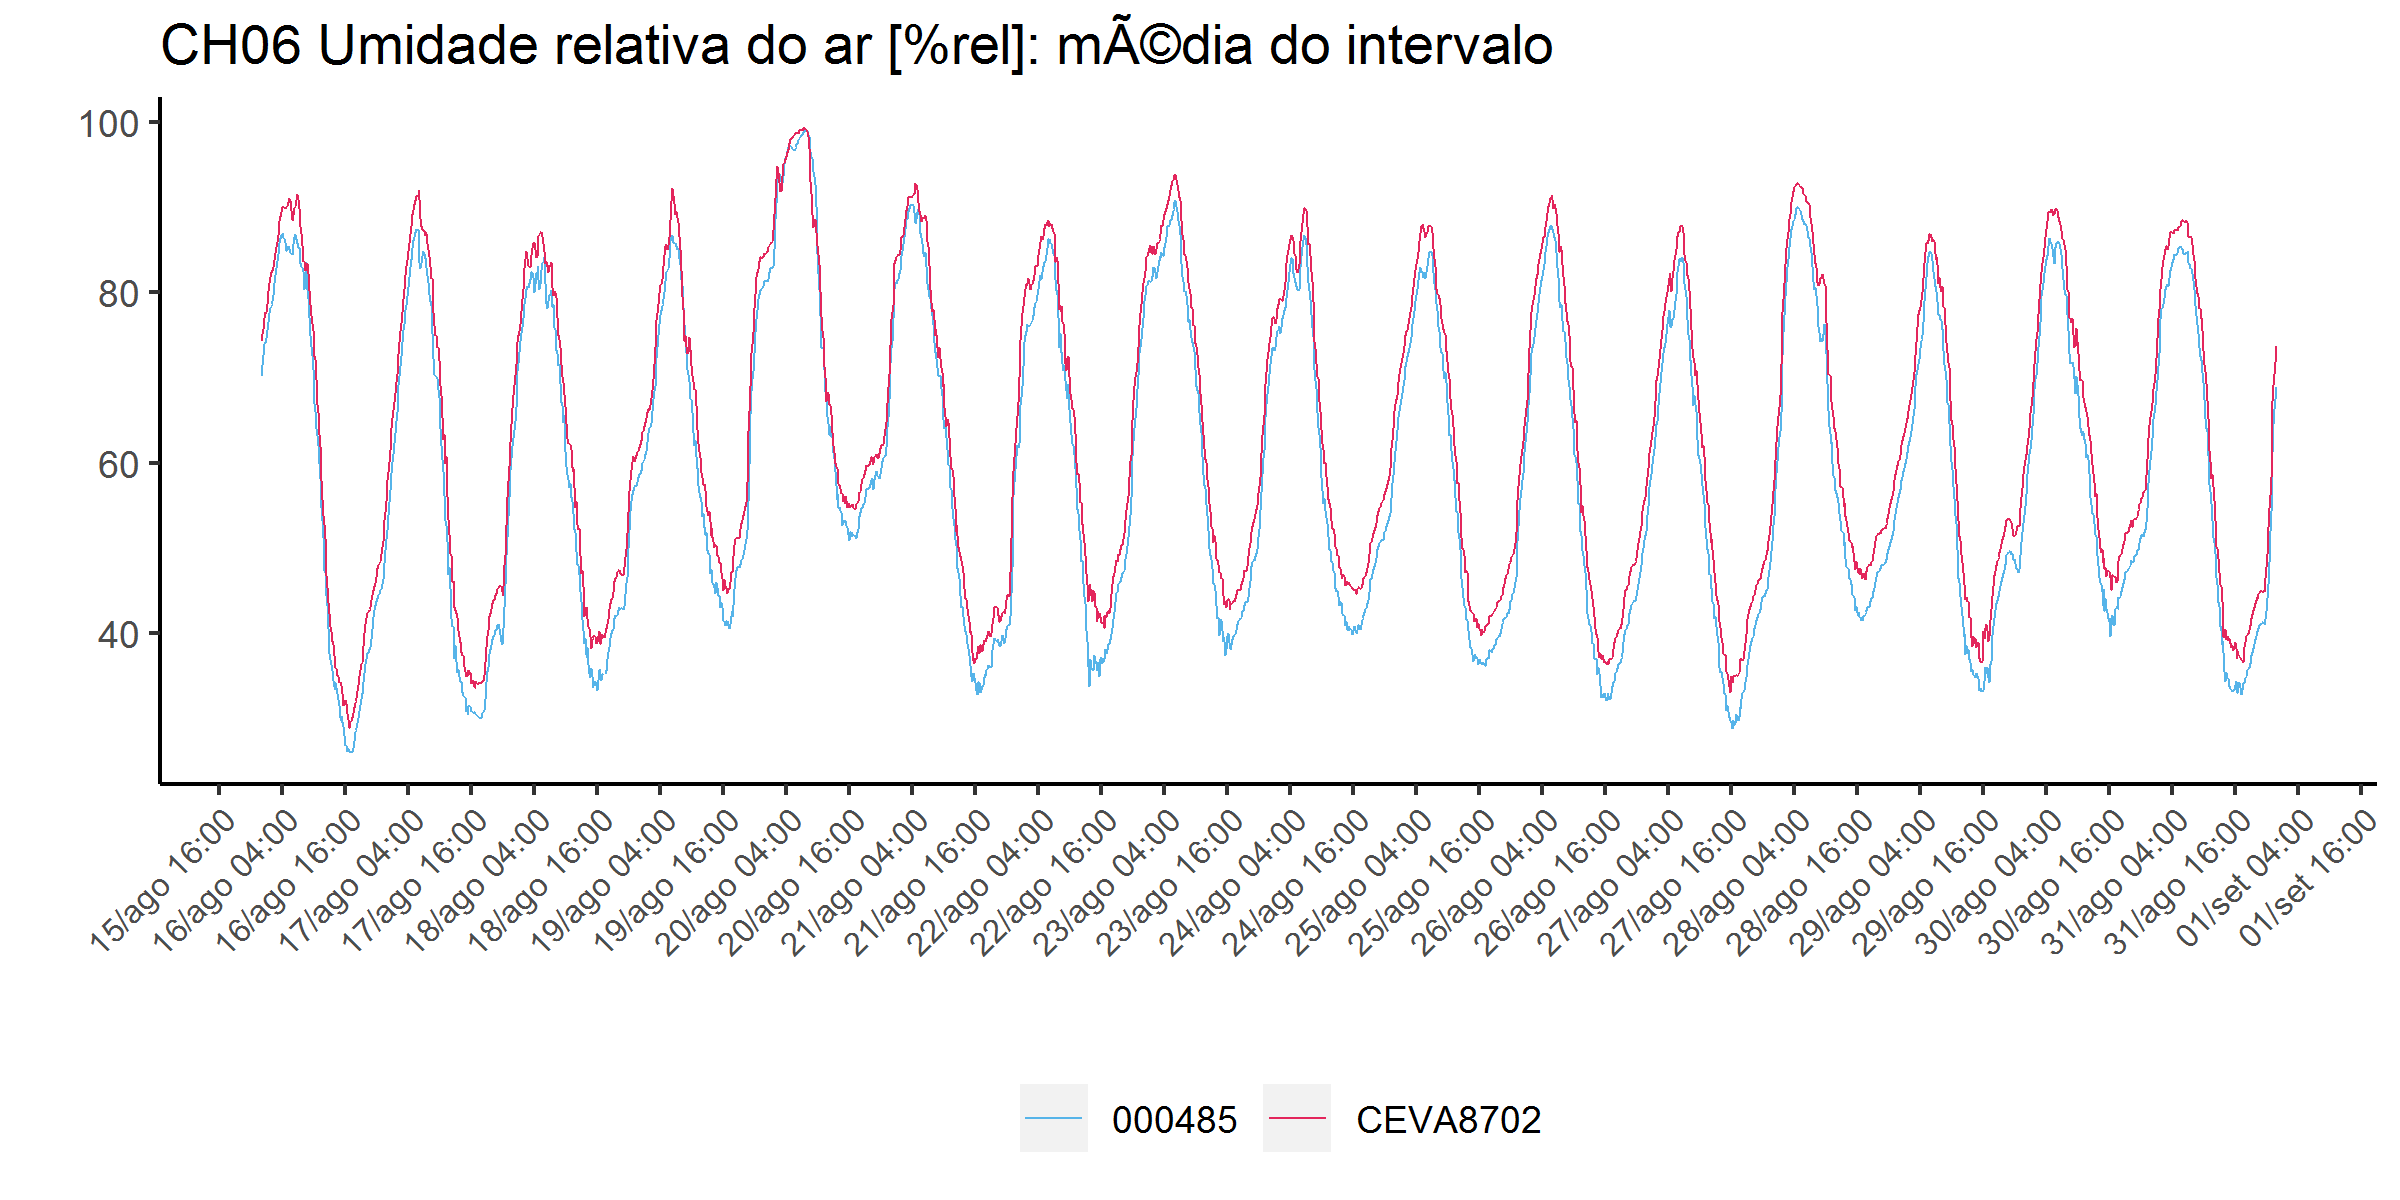 CH06 Umidade relativa do ar [%rel]: mÃ©dia do intervalo
100
80
60
40
15/ago 16:00
16/ago 04:00
16/ago 16:00
17/ago 04:00
17/ago 16:00
18/ago 04:00
18/ago 16:00
19/ago 04:00
19/ago 16:00
20/ago 04:00
20/ago 16:00
21/ago 04:00
21/ago 16:00
22/ago 04:00
22/ago 16:00
23/ago 04:00
23/ago 16:00
24/ago 04:00
24/ago 16:00
25/ago 04:00
25/ago 16:00
26/ago 04:00
26/ago 16:00
27/ago 04:00
27/ago 16:00
28/ago 04:00
28/ago 16:00
29/ago 04:00
29/ago 16:00
30/ago 04:00
30/ago 16:00
31/ago 04:00
31/ago 16:00
01/set 04:00
01/set 16:00
000485
CEVA8702